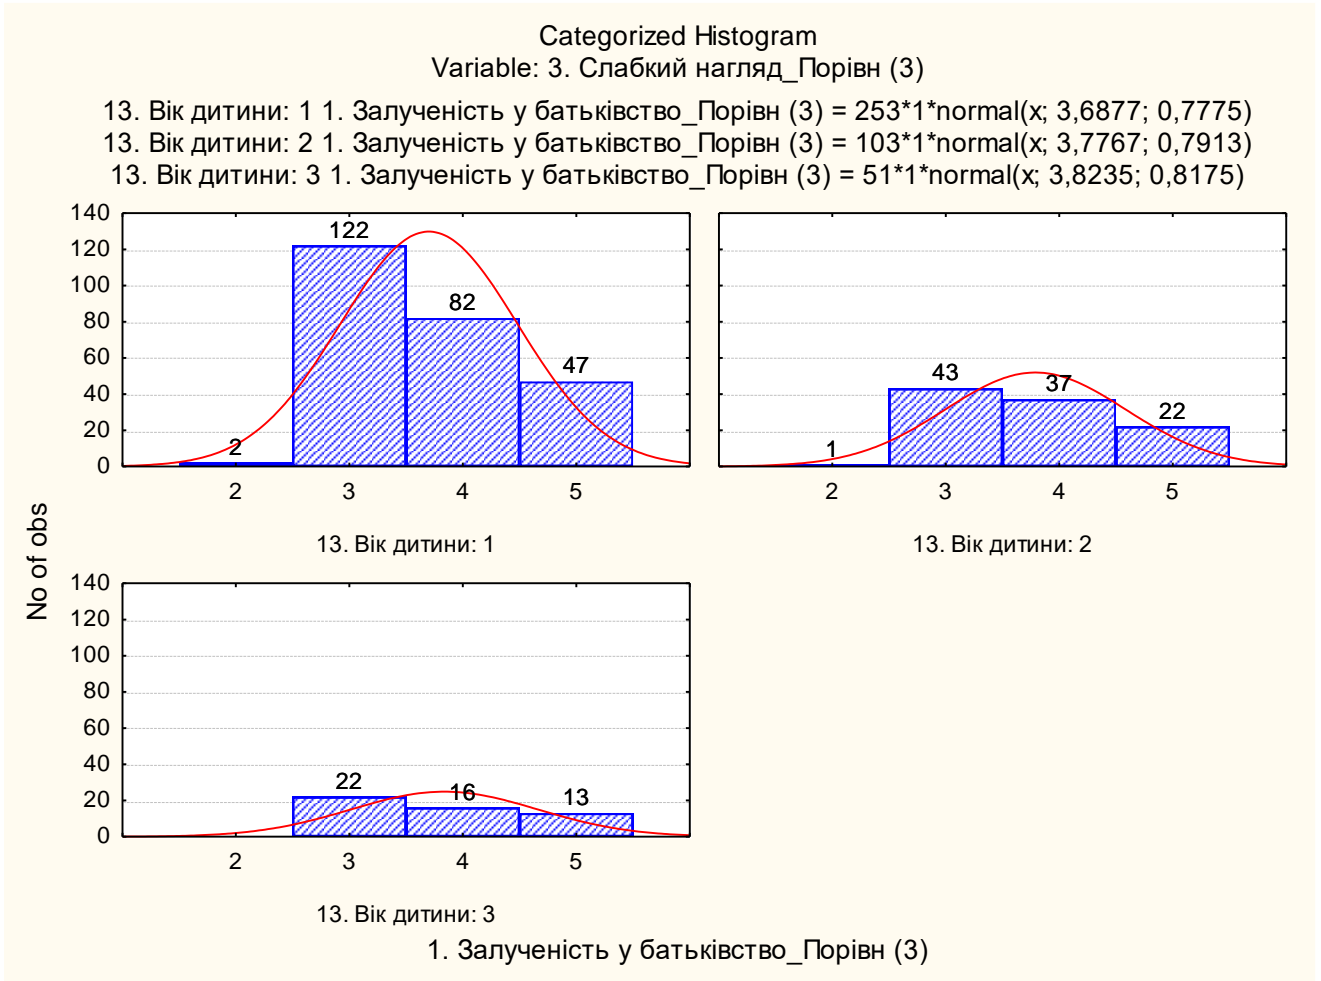 Categorized Histogram
Variable: 3. Слабкий нагляд_Порівн (3)
13. Вік дитини: 1 1. Залученість у батьківство_Порівн (3) = 253*1*normal(x; 3,6877; 0,7775)
13. Вік дитини: 2 1. Залученість у батьківство_Порівн (3) = 103*1*normal(x; 3,7767; 0,7913)
13. Вік дитини: 3 1. Залученість у батьківство_Порівн (3) = 51*1*normal(x; 3,8235; 0,8175)
No of obs
140
120
100
80
60
40
20
0
2
122
82
47
2 3 4 5
13. Вік дитини: 1
1
43
37
22
2 3 4 5
13. Вік дитини: 2
140
120
100
80
60
40
20
0
22
16
13
2 3 4 5
13. Вік дитини: 3
1. Залученість у батьківство_Порівн (3)